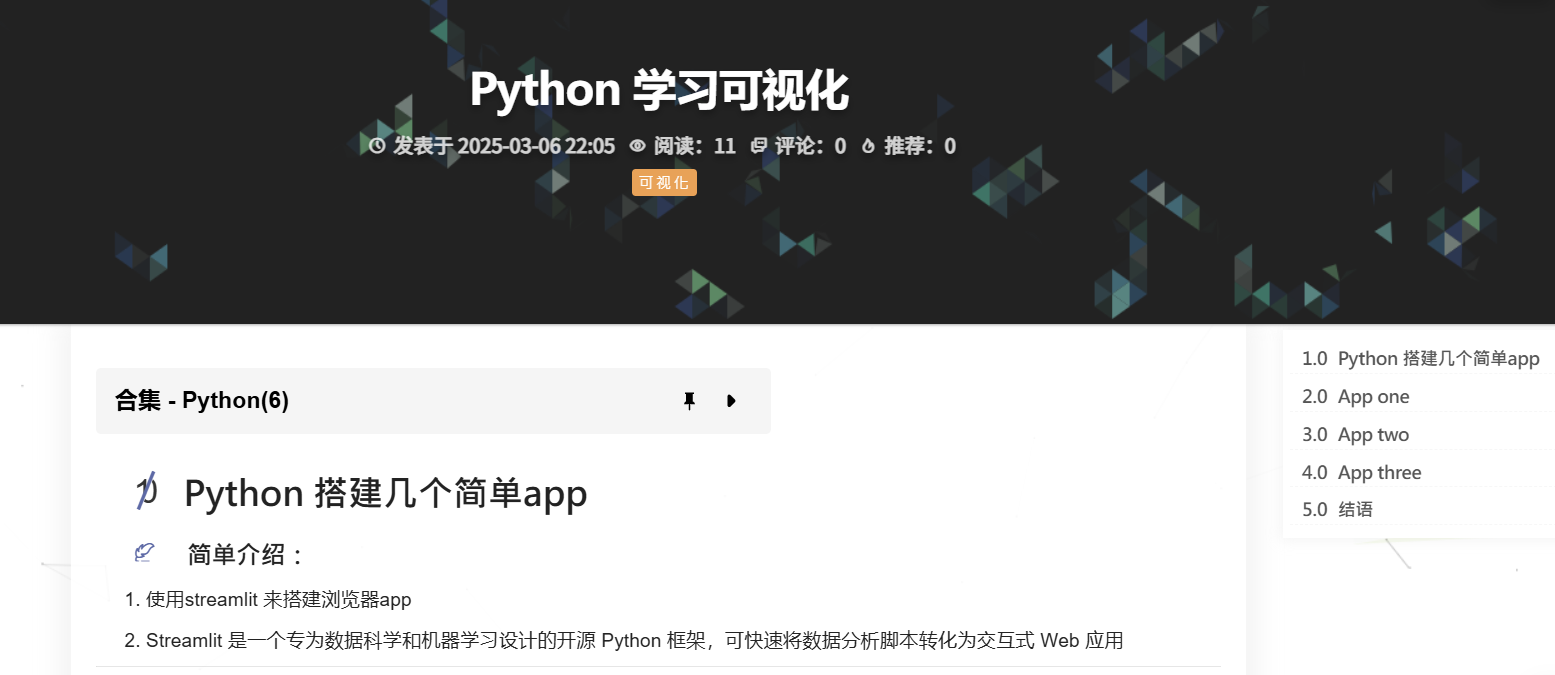 Python 学习可视化
发表于 2025-03-06 22:05 阅读：11 评论：0 推荐：0
可视化
合集 - Python(6)
Python 搭建几个简单app
简单介绍：
1. 使用streamlit 来搭建浏览器app
2. Streamlit 是一个专为数据科学和机器学习设计的开源 Python 框架，可快速将数据分析脚本转化为交互式 Web 应用
1.0 Python 搭建几个简单app
2.0 App one
3.0 App two
4.0 App three
5.0 结语